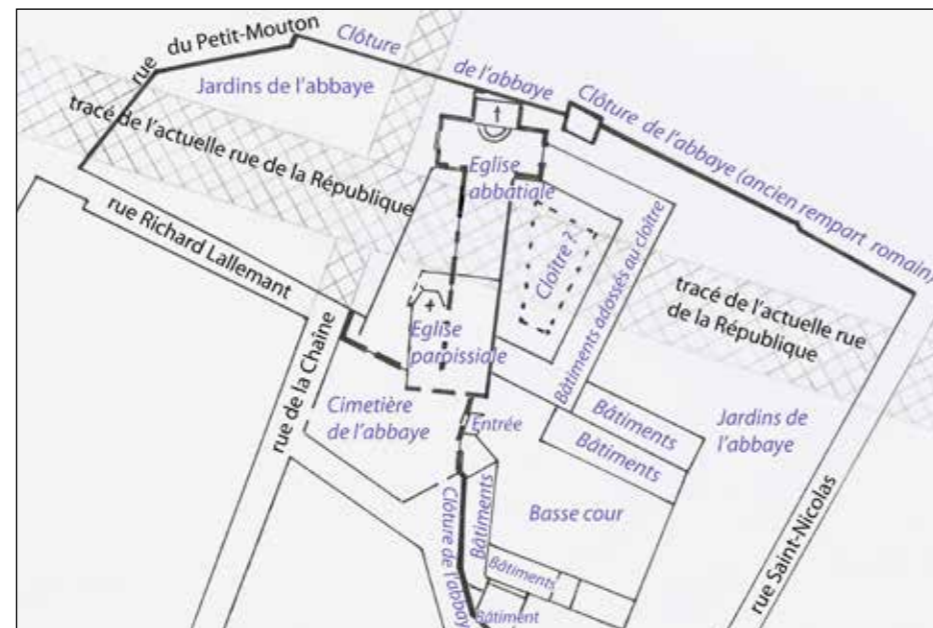 rue du Petit-Mouton
Clôture de l'abbaye
Clôture de l'abbaye (ancien rempart romain)
Jardins de l'abbaye
tracé de l'actuelle rue de la République
Eglise
abbatiale
rue Richard Lallemant
Cloître ?
Bâtiments adossés au cloître
tracé de l'actuelle rue
de la République
Eglise
paroissiale
rue de la Chaîne
Cimetière
de l'abbaye
Entrée
Bâtiments
Bâtiments
Jardins de
l'abbaye
Clôture de l'abbay
Bâtiments
Basse cour
rue Saint-Nicolas
Bâtiments
Bâtiment